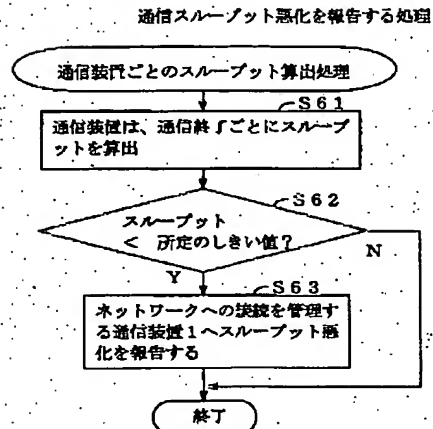 通信スループット悪化を報告する処理
通信装置ごとのスループット算出処理
S61
通信装置は、通信終了ごとにスループ
ットを算出
S62
スループット
< 所定のしきい値?
N
Y
S63
ネットワークへの接続を管理す
る通信装置1へスループット悪
化を報告する
終了